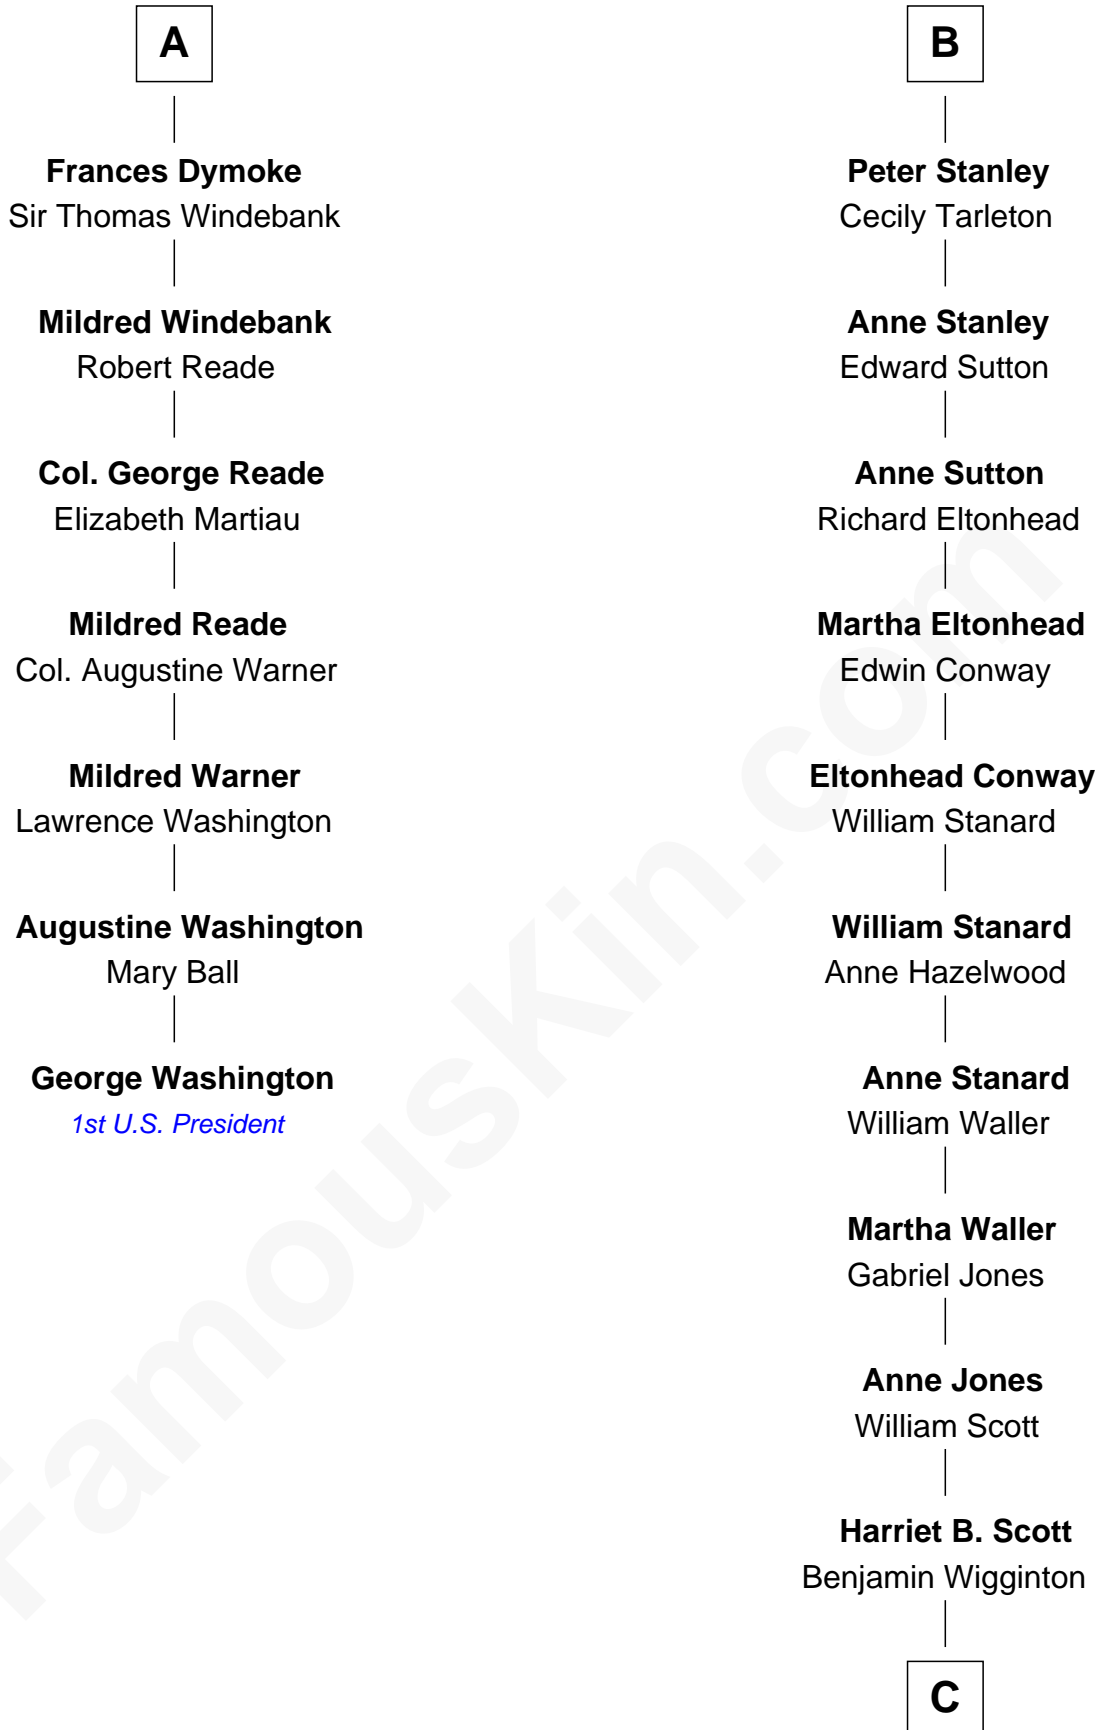 A
Frances Dymoke
Sir Thomas Windebank
Mildred Windebank
Robert Reade
Col. George Reade
Elizabeth Martiau
Mildred Reade
Col. Augustine Warner
Mildred Warner
Lawrence Washington
Augustine Washington
Mary Ball
George Washington
1st U.S. President
B
Peter Stanley
Cecily Tarleton
Anne Stanley
Edward Sutton
Anne Sutton
Richard Eltonhead
Martha Eltonhead
Edwin Conway
Eltonhead Conway
William Stanard
William Stanard
Anne Hazelwood
Anne Stanard
William Waller
Martha Waller
Gabriel Jones
Anne Jones
William Scott
Harriet B. Scott
Benjamin Wigginton
C
FamousKin.com